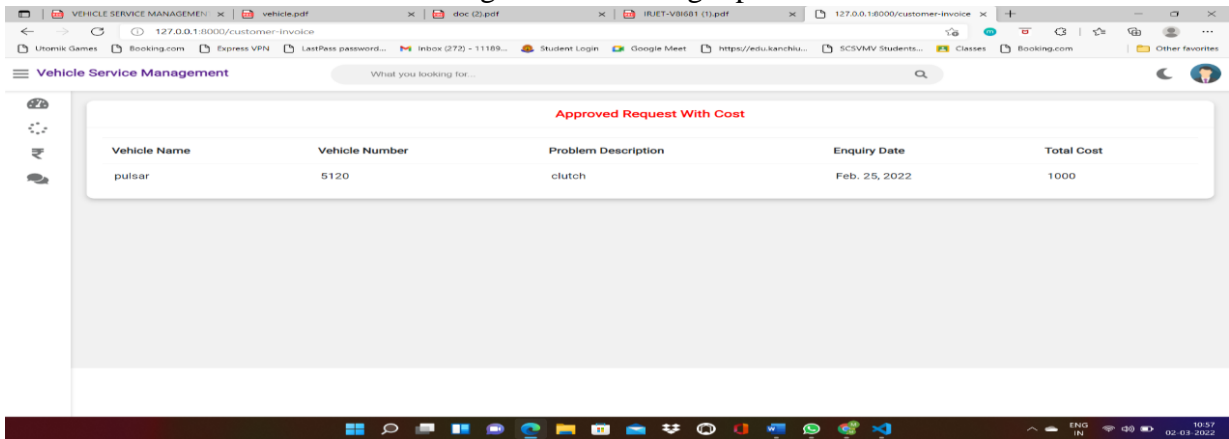 VEHICLE SERVICE MANAGEMEN
vehicle.pdf
doc (2).pdf
IRJET-V8I681 (1).pdf
127.0.0.1:8000/customer-invoice
127.0.0.1:8000/customer-invoice
Utomik Games
Booking.com
Express VPN
LastPass password...
Inbox (272) - 11189...
Student Login
Google Meet
https://edu.kanchiu...
SCSVMV Students...
Classes
Booking.com
Other favorites
Vehicle Service Management
What you looking for...
Approved Request With Cost
Vehicle Name Vehicle Number Problem Description Enquiry Date Total Cost
pulsar 5120 clutch Feb. 25, 2022 1000
ENG
IN
10:57
02-03-2022